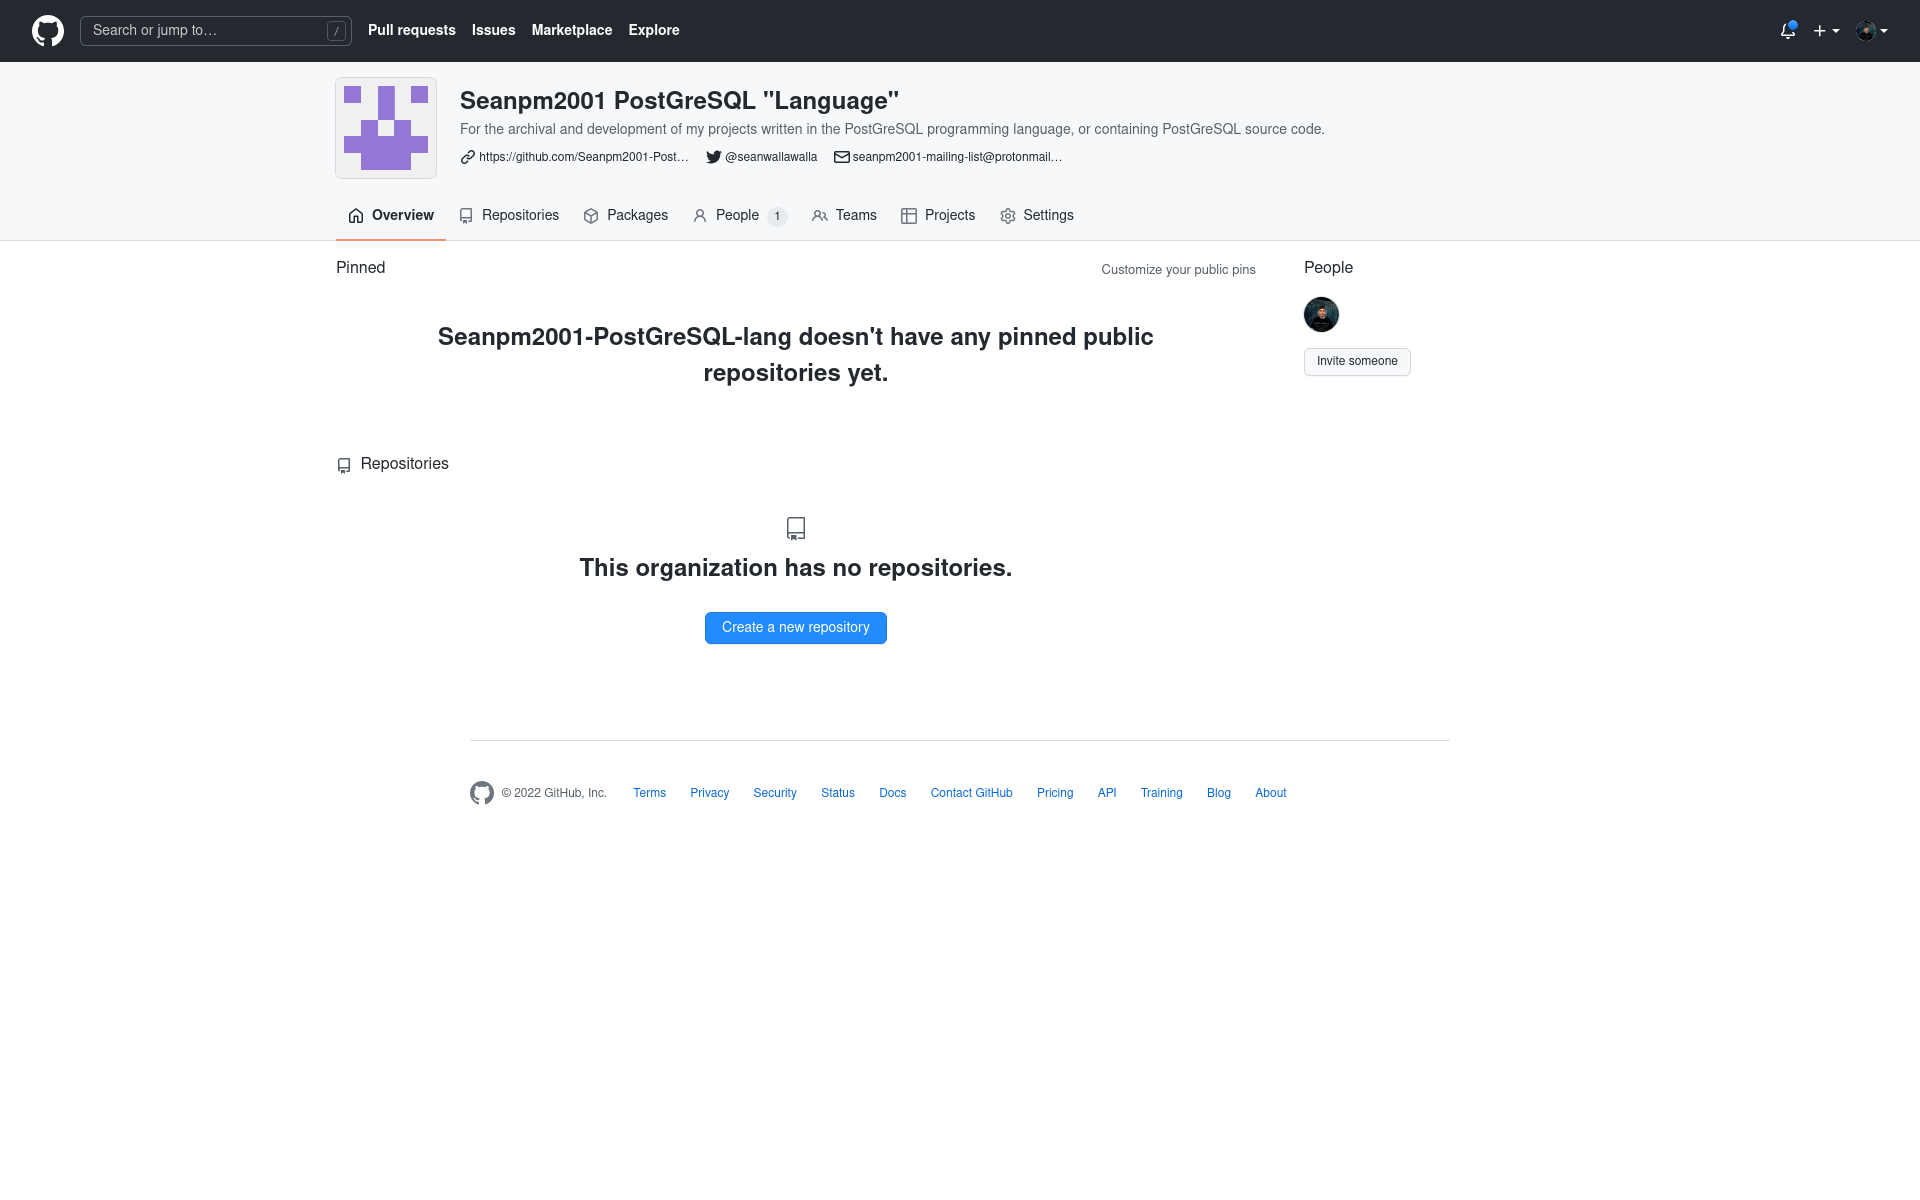 Search or jump to… /
Pull requests
Issues
Marketplace
Explore
Seanpm2001 PostGreSQL "Language"
For the archival and development of my projects written in the PostGreSQL programming language, or containing PostGreSQL source code.
https://github.com/Seanpm2001-Post… @seanwallawalla seanpm2001-mailing-list@protonmail…
Overview
Repositories
Packages
People 1
Teams
Projects
Settings
Pinned
Customize your public pins
Seanpm2001-PostGreSQL-lang doesn't have any pinned public
repositories yet.
Repositories
This organization has no repositories.
Create a new repository
People
Invite someone
© 2022 GitHub, Inc.
Terms
Privacy
Security
Status
Docs
Contact GitHub
Pricing
API
Training
Blog
About